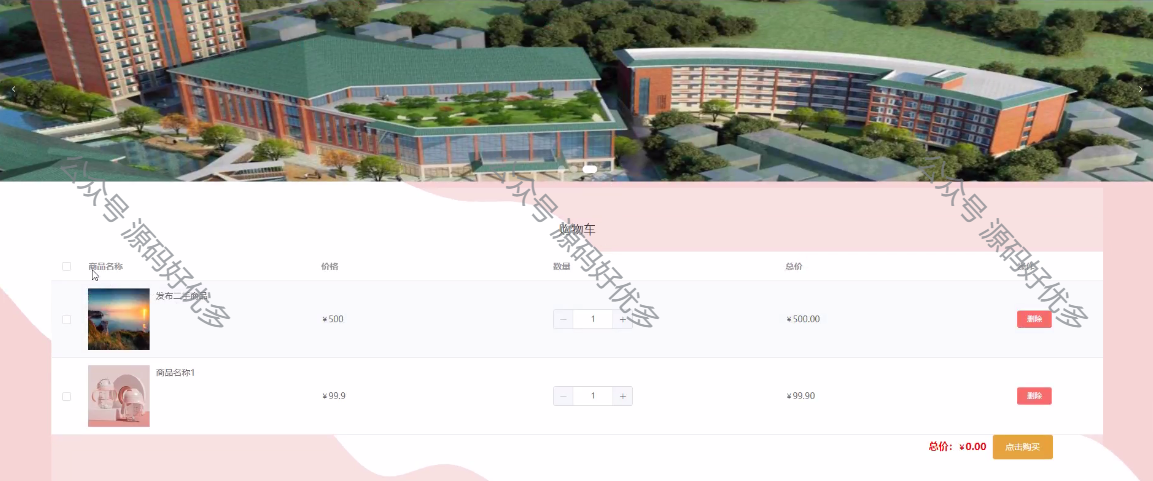 购物车
商品名称 价格 数量 总价 操作
发布二手商品1
¥500 1 ¥500.00 删除
商品名称1
¥99.9 1 ¥99.90 删除
总价：¥0.00 点击购买
公众号 源码好优多
公众号 源码好优多
公众号 源码好优多